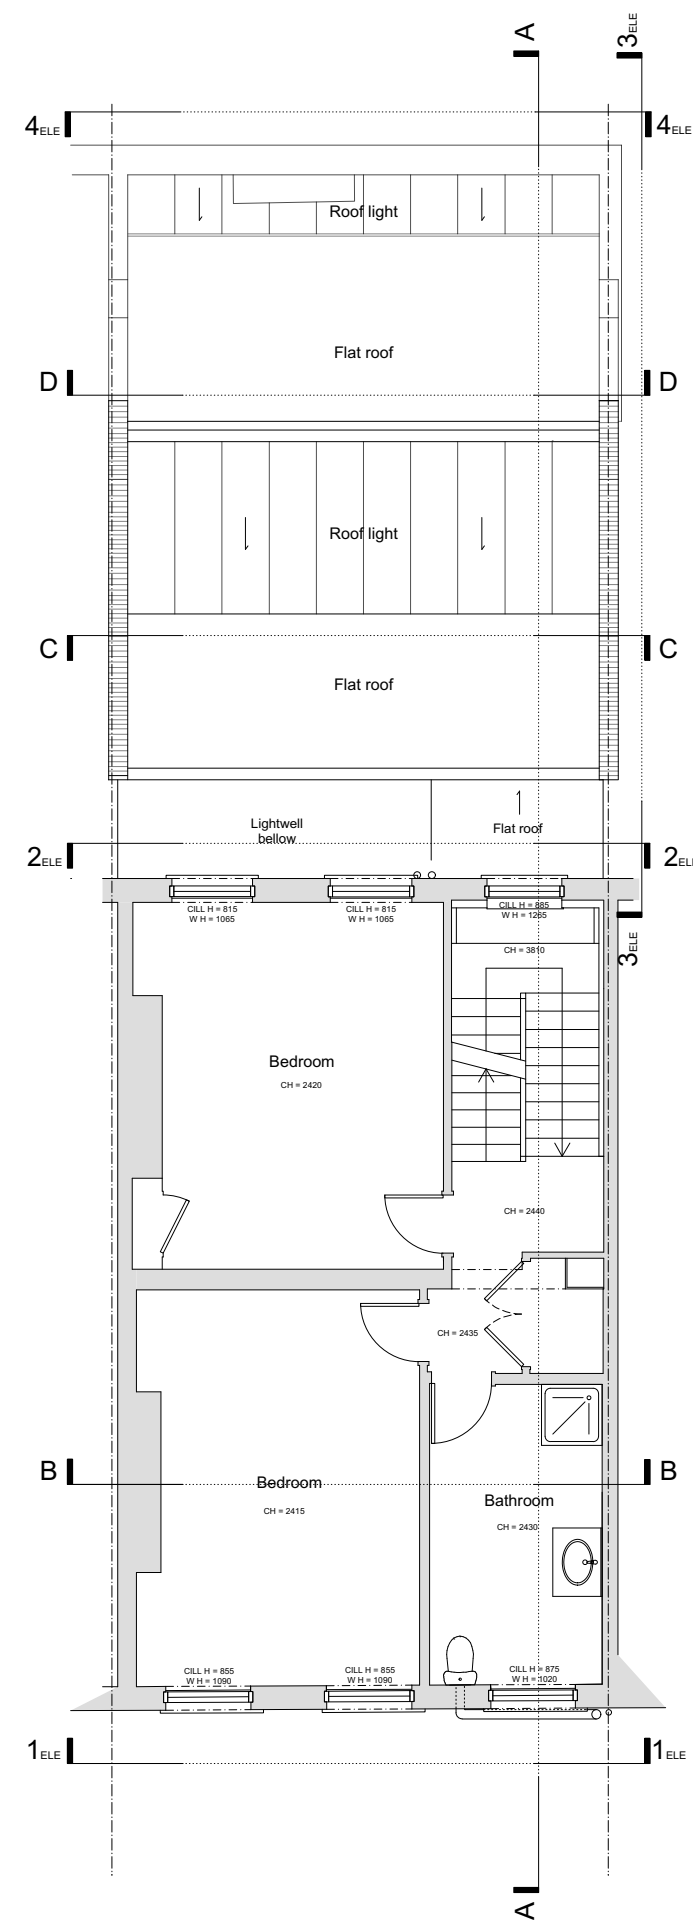 A
3ELE
4ELE
4ELE
Roof light
Flat roof
D
D
Roof light
C
C
Flat roof
Lightwell
bellow
Flat roof
2ELE
2ELE
CILL H = 815
W H = 1065
CILL H = 815
W H = 1065
CILL H = 885
W H = 1265
3ELE
CH = 3810
Bedroom
CH = 2420
CH = 2440
CH = 2435
B
B
Bedroom
CH = 2415
Bathroom
CH = 2430
CILL H = 855
W H = 1090
CILL H = 855
W H = 1090
CILL H = 875
W H = 1020
1ELE
1ELE
A